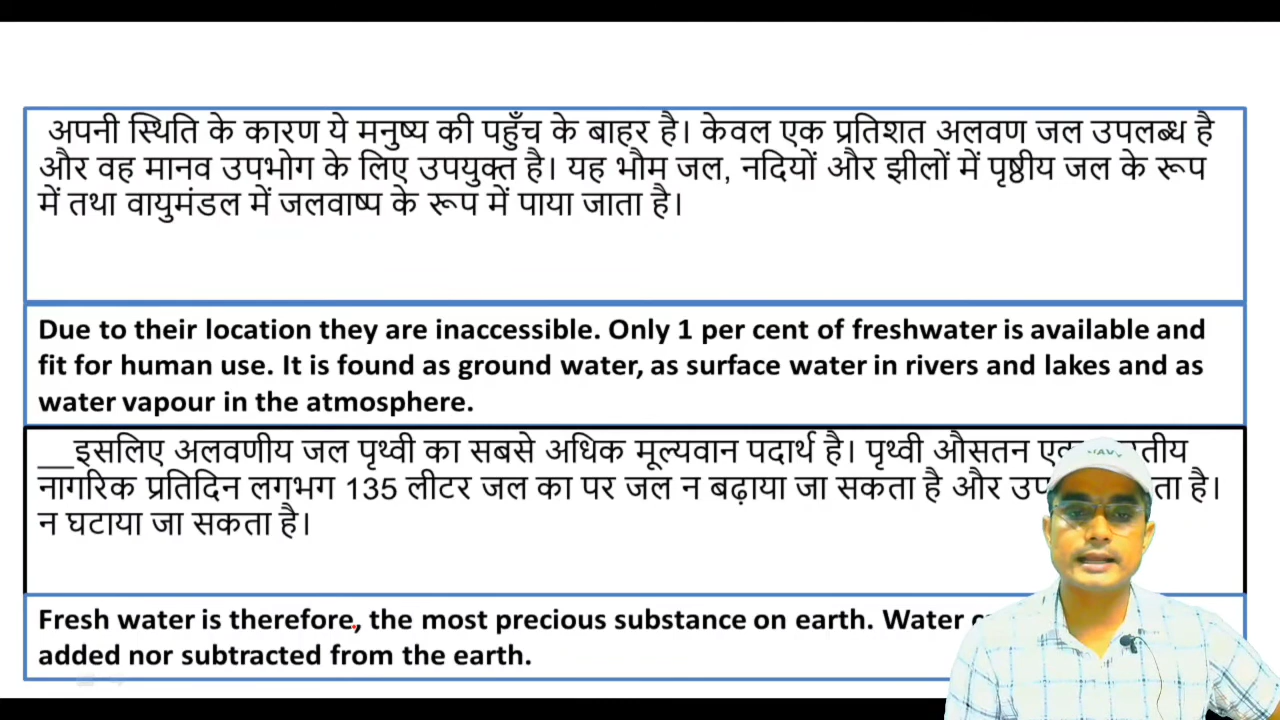 अपनी स्थिति के कारण ये मनुष्य की पहुँच के बाहर है। केवल एक प्रतिशत अलवण जल उपलब्ध है
और वह मानव उपभोग के लिए उपयुक्त है। यह भौम जल, नदियों और झीलों में पृष्ठीय जल के रूप
में तथा वायुमंडल में जलवाष्प के रूप में पाया जाता है।
Due to their location they are inaccessible. Only 1 per cent of freshwater is available and
fit for human use. It is found as ground water, as surface water in rivers and lakes and as
water vapour in the atmosphere.
__इसलिए अलवणीय जल पृथ्वी का सबसे अधिक मूल्यवान पदार्थ है। पृथ्वी औसतन
नागरिक प्रतिदिन लगभग 135 लीटर जल का पर जल न बढ़ाया जा सकता है और है।
न घटाया जा सकता है।
Fresh water is therefore, the most precious substance on earth. Water
added nor subtracted from the earth.
NAVY